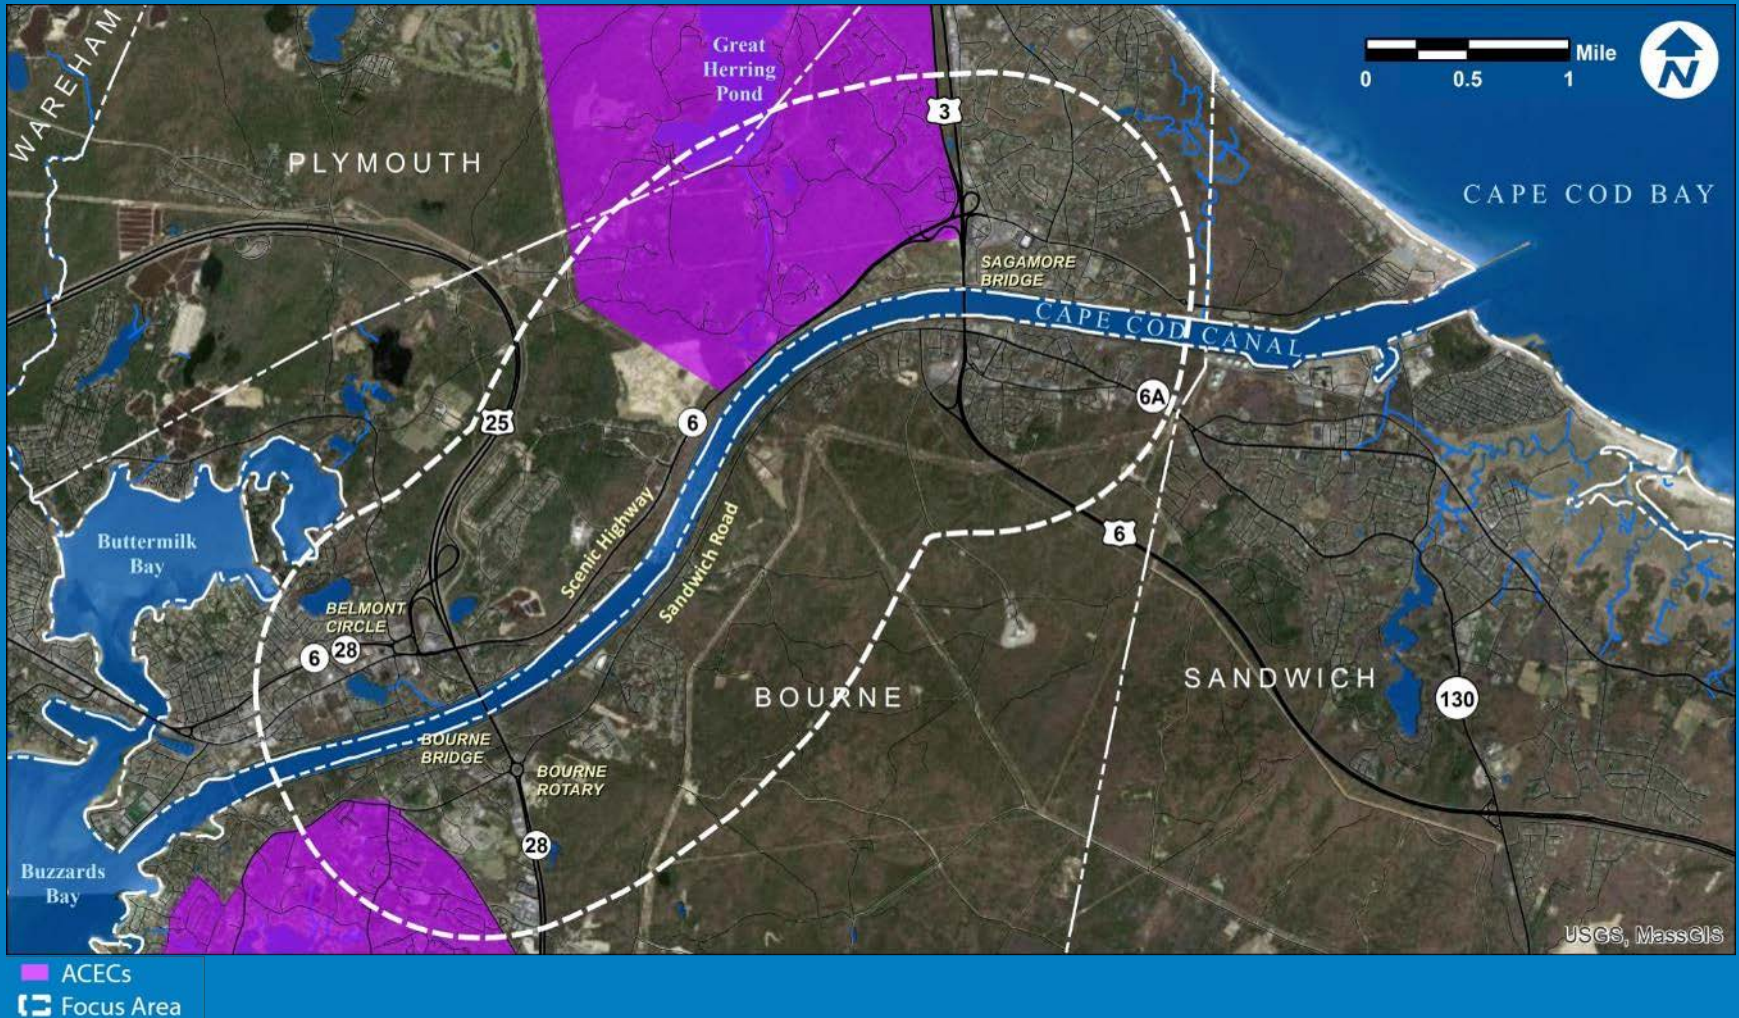 WAREHAM
PLYMOUTH
Great
Herring
Pond
3
0
0.5
1
Mile
N
CAPE COD BAY
SAGAMORE
BRIDGE
CAPE COD CANAL
25
6
6A
Buttermilk
Bay
Scenic Highway
Sandwich Road
6
BELMONT
CIRCLE
6
28
BOURNE
SANDWICH
130
BOURNE
BRIDGE
BOURNE
ROTARY
28
Buzzards
Bay
USGS, MassGIS
ACECs
Focus Area